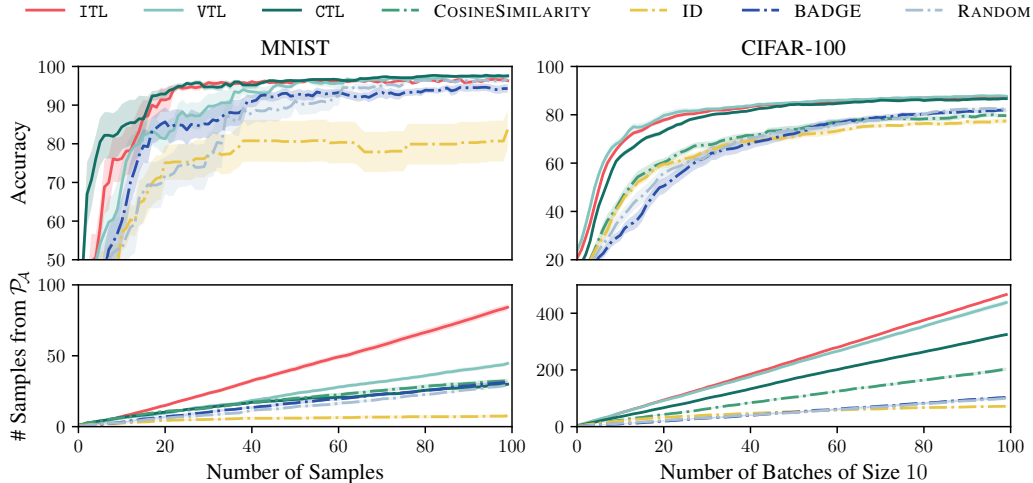 ITL VTL CTL COSINESIMILARITY ID BADGE RANDOM
MNIST CIFAR-100
Accuracy
100
90
80
70
60
50
100
80
60
40
20
# Samples from 𝒫_𝒜
100
50
0
400
200
0
0 20 40 60 80 100
0 20 40 60 80 100
Number of Samples Number of Batches of Size 10